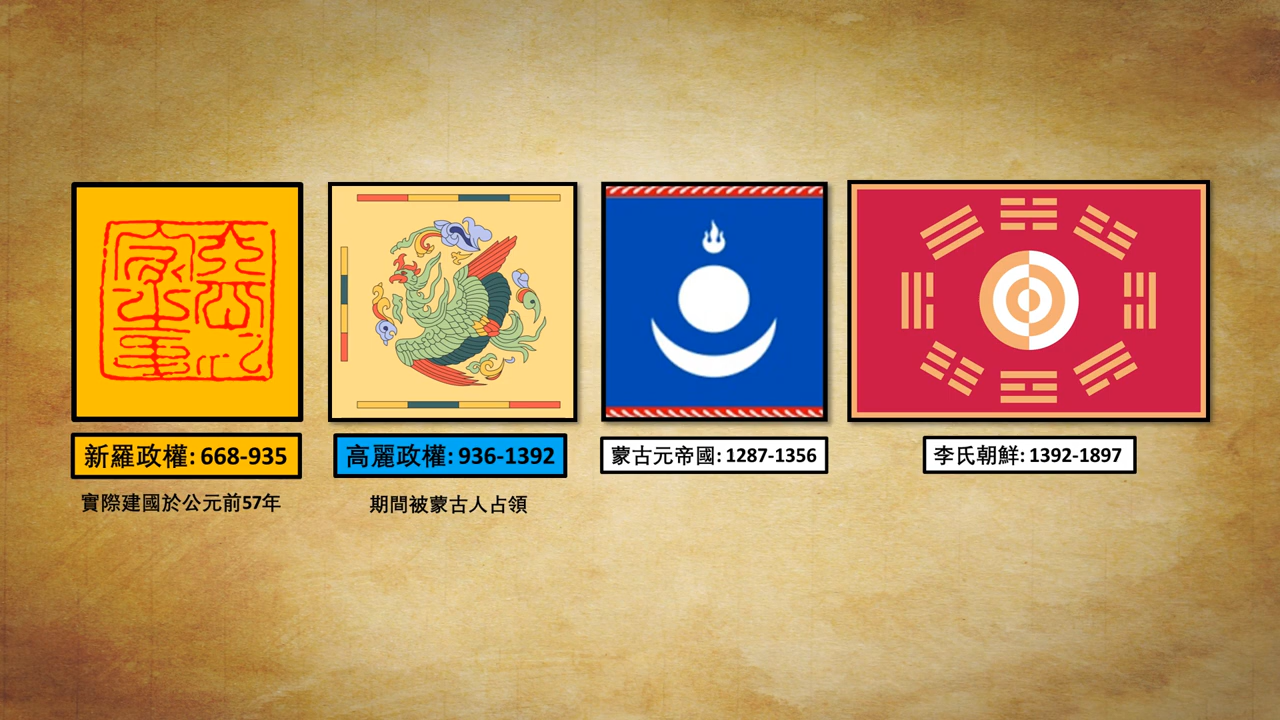 新羅政權: 668-935
高麗政權: 936-1392
蒙古元帝國: 1287-1356
李氏朝鮮: 1392-1897
實際建國於公元前57年
期間被蒙古人占領